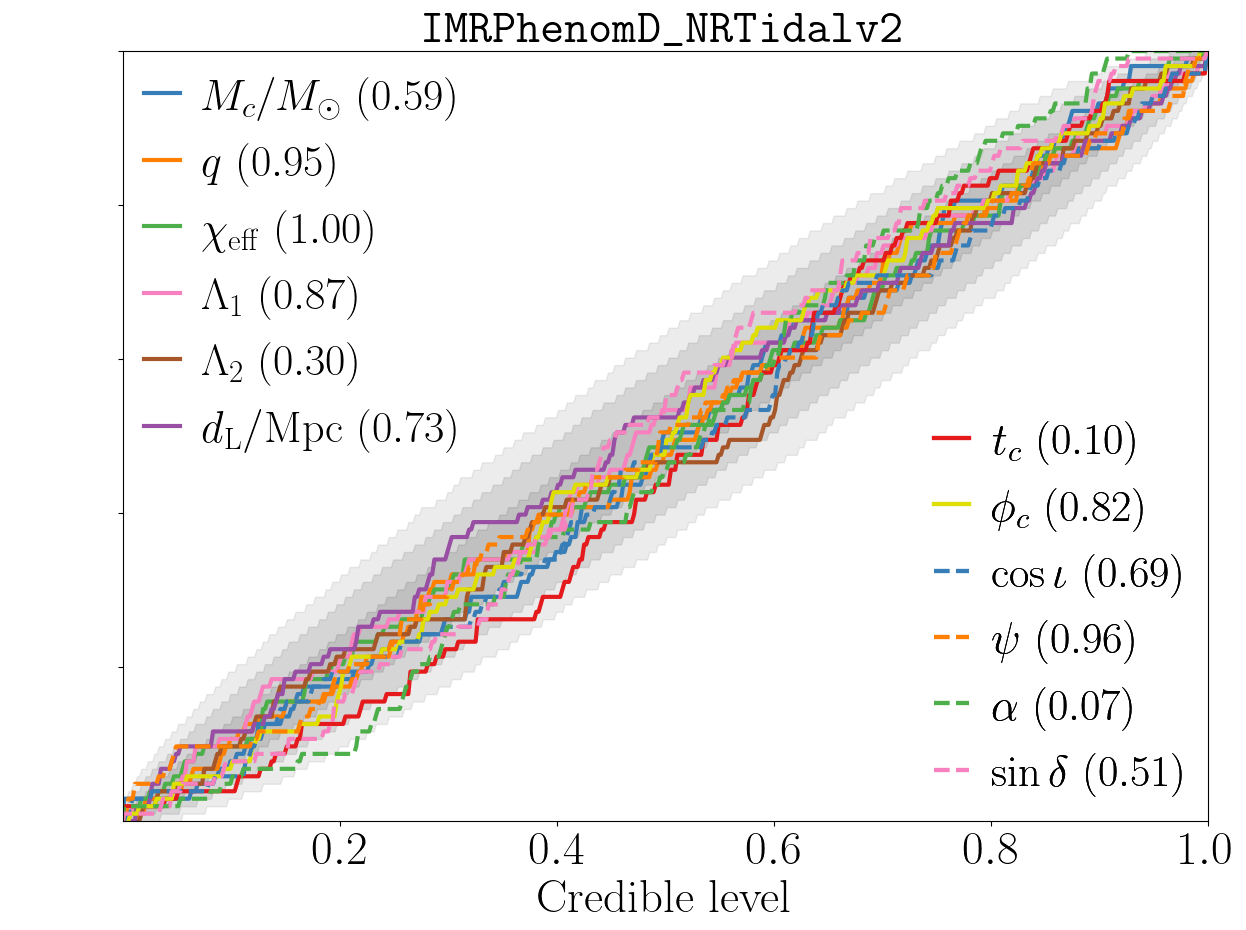 IMRPhenomD_NRTidalv2
M_c/M_⊙ (0.59)
q (0.95)
χ_eff (1.00)
Λ_1 (0.87)
Λ_2 (0.30)
d_L/Mpc (0.73)
t_c (0.10)
ϕ_c (0.82)
cos ι (0.69)
ψ (0.96)
α (0.07)
sin δ (0.51)
0.2 0.4 0.6 0.8 1.0
Credible level